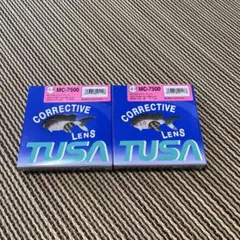 MC-7500
CORRECTIVE
LENS
TUSA
MC-7500
CORRECTIVE
LENS
TUSA